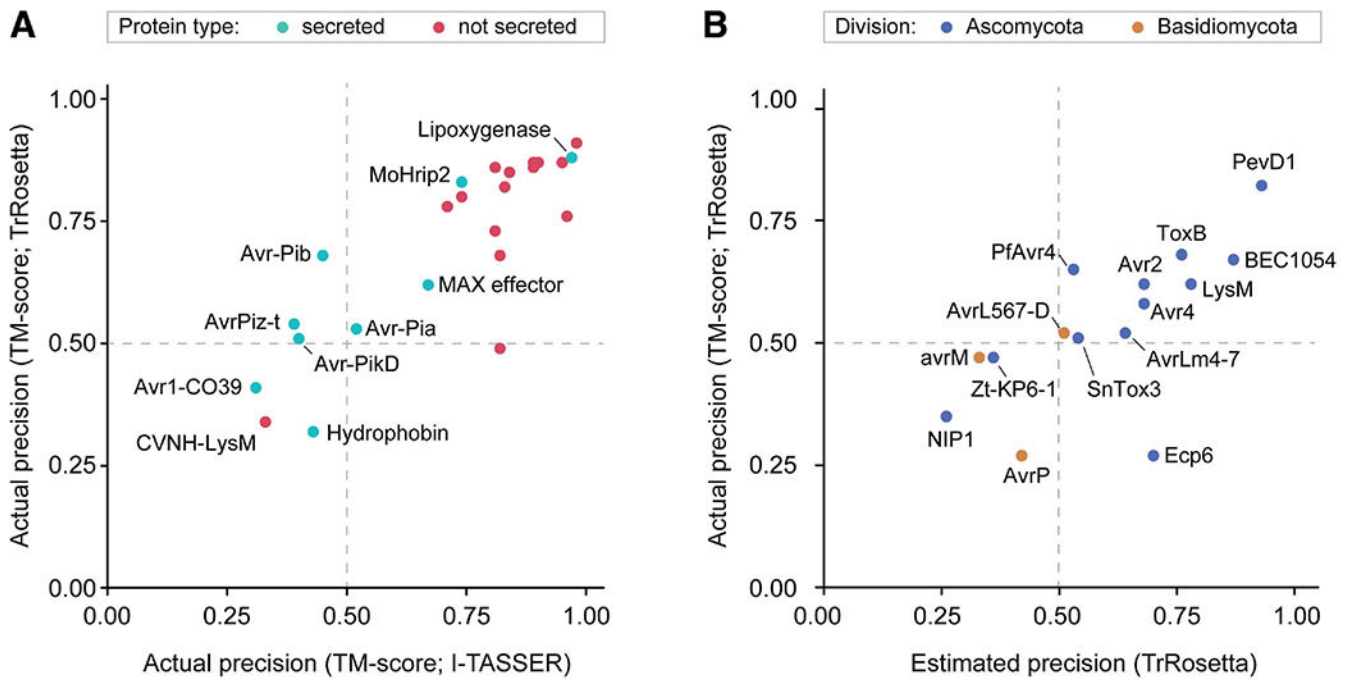 A
Protein type: secreted not secreted
Actual precision (TM-score; TrRosetta)
1.00
0.75
0.50
0.25
0.00
Lipoxygenase
MoHrip2
Avr-Pib
MAX effector
AvrPiz-t
Avr-Pia
Avr-PikD
Avr1-CO39
CVNH-LysM
Hydrophobin
0.00 0.25 0.50 0.75 1.00
Actual precision (TM-score; I-TASSER)
B
Division: Ascomycota Basidiomycota
Actual precision (TM-score; TrRosetta)
1.00
0.75
0.50
0.25
0.00
PevD1
ToxB
PfAvr4
BEC1054
Avr2
LysM
AvrL567-D
Avr4
avrM
AvrLm4-7
Zt-KP6-1
SnTox3
NIP1
Ecp6
AvrP
0.00 0.25 0.50 0.75 1.00
Estimated precision (TrRosetta)